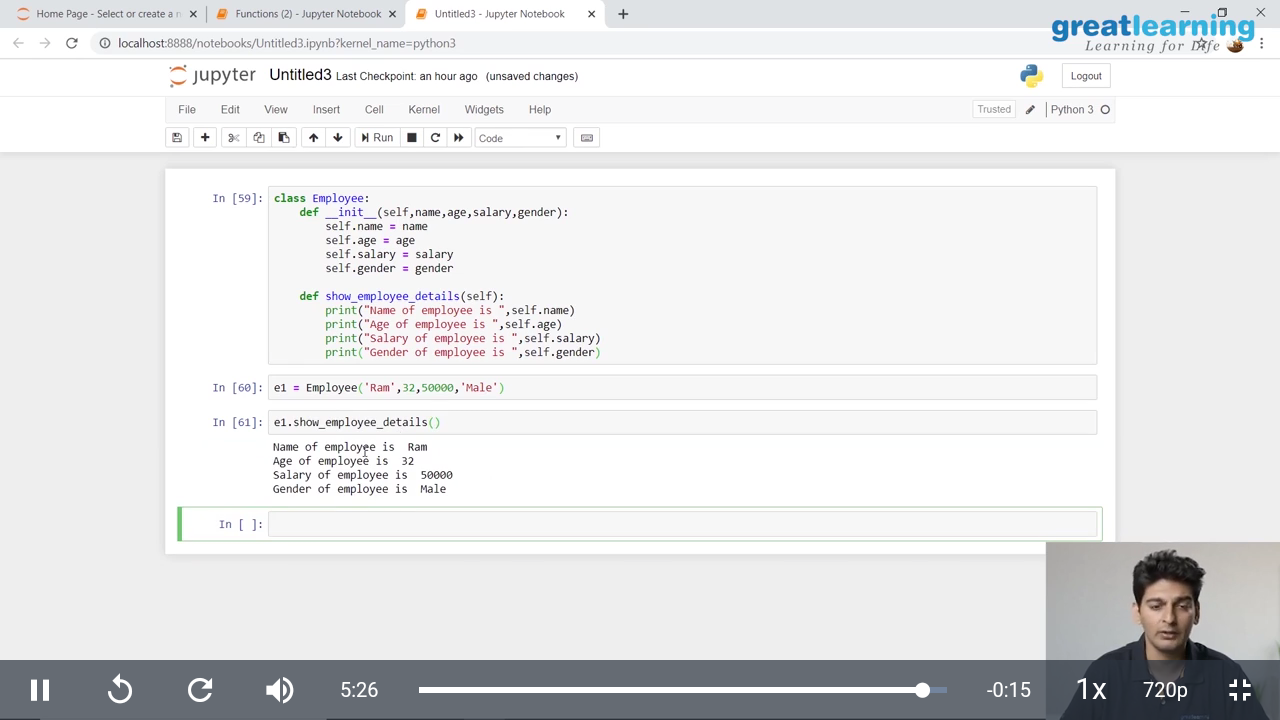 Home Page - Select or create a n
Functions (2) - Jupyter Notebook
Untitled3 - Jupyter Notebook
localhost:8888/notebooks/Untitled3.ipynb?kernel_name=python3
greatlearning
Learning for Life
jupyter Untitled3 Last Checkpoint: an hour ago (unsaved changes)
Logout
File Edit View Insert Cell Kernel Widgets Help
Trusted Python 3
Run Code
In [59]: class Employee:
    def __init__(self,name,age,salary,gender):
        self.name = name
        self.age = age
        self.salary = salary
        self.gender = gender
    def show_employee_details(self):
        print("Name of employee is ",self.name)
        print("Age of employee is ",self.age)
        print("Salary of employee is ",self.salary)
        print("Gender of employee is ",self.gender)
In [60]: e1 = Employee('Ram',32,50000,'Male')
In [61]: e1.show_employee_details()
Name of employee is  Ram
Age of employee is  32
Salary of employee is  50000
Gender of employee is  Male
In [ ]:
5:26 -0:15 1x 720p